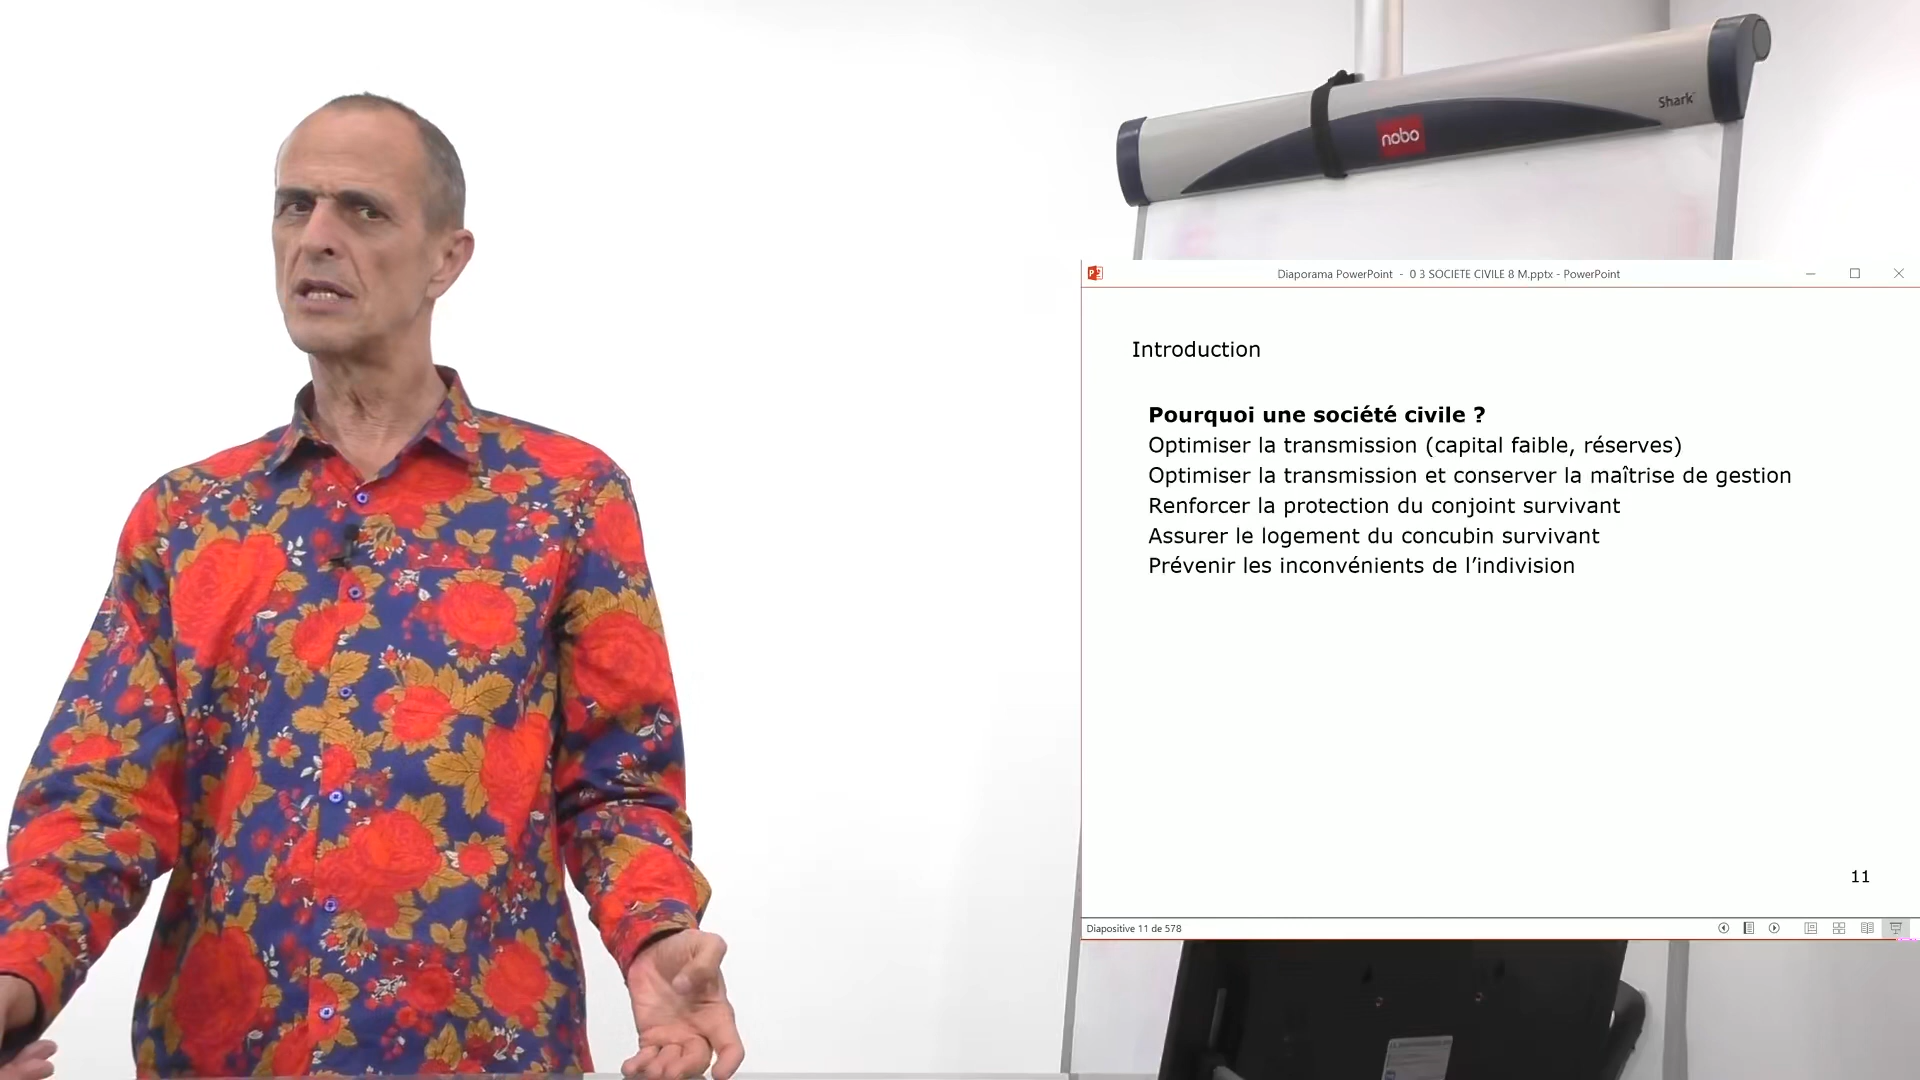 Shark
nobo
Diaporama PowerPoint - 0 3 SOCIETE CIVILE 8 M.pptx - PowerPoint
Introduction
Pourquoi une société civile ?
Optimiser la transmission (capital faible, réserves)
Optimiser la transmission et conserver la maîtrise de gestion
Renforcer la protection du conjoint survivant
Assurer le logement du concubin survivant
Prévenir les inconvénients de l’indivision
11
Diapositive 11 de 578